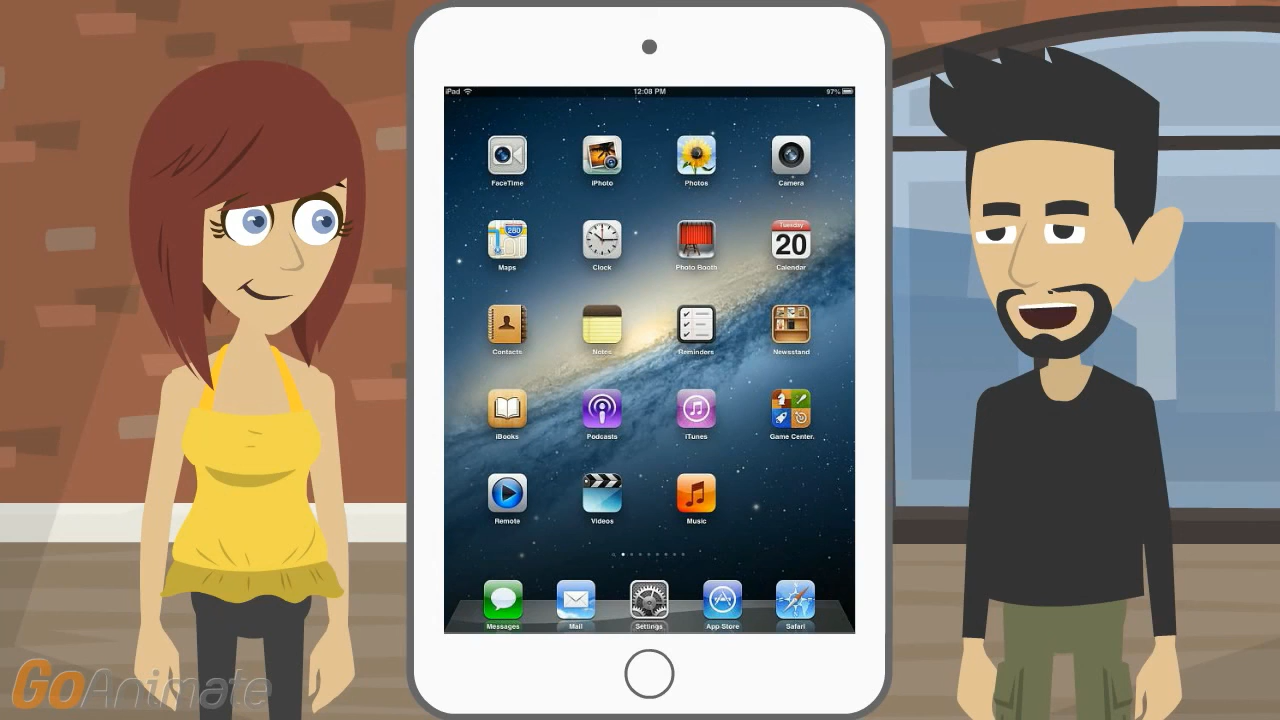 iPad 12:08 PM 97%
FaceTime iPhoto Photos Camera
280 Tuesday
20
Maps Clock Photo Booth Calendar
Contacts Notes Reminders Newsstand
iBooks Podcasts iTunes Game Center
Remote Videos Music
Messages Mail Settings App Store Safari
GoAnimate